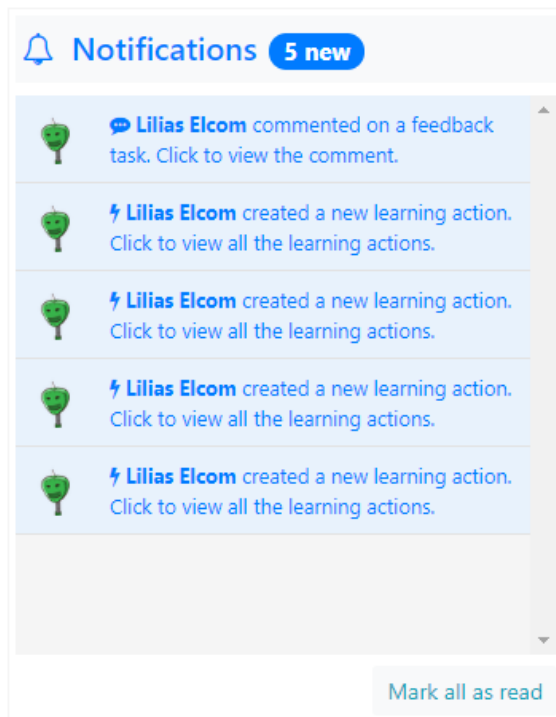 Notifications 5 new
Lilias Elcom commented on a feedback
task. Click to view the comment.
Lilias Elcom created a new learning action.
Click to view all the learning actions.
Lilias Elcom created a new learning action.
Click to view all the learning actions.
Lilias Elcom created a new learning action.
Click to view all the learning actions.
Lilias Elcom created a new learning action.
Click to view all the learning actions.
Mark all as read